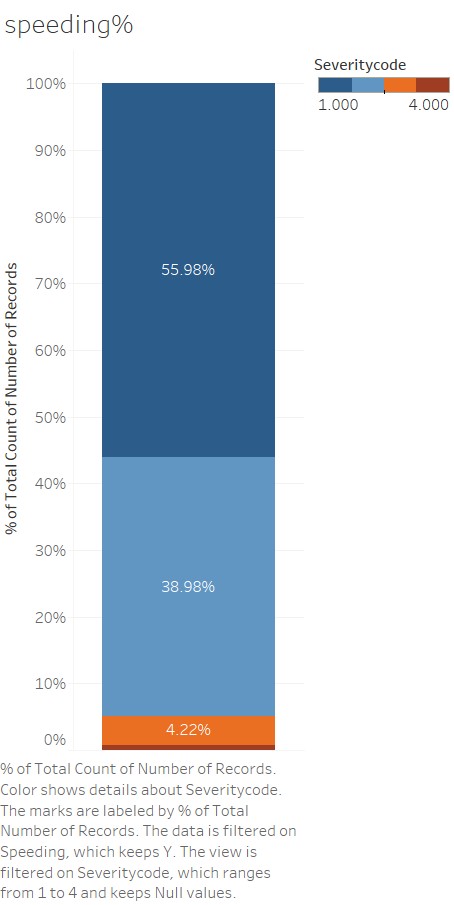 speeding%
Severitycode
1.000 4.000
% of Total Count of Number of Records
100%
90%
80%
70%
60%
50%
40%
30%
20%
10%
0%
55.98%
38.98%
4.22%
% of Total Count of Number of Records.
Color shows details about Severitycode.
The marks are labeled by % of Total
Number of Records. The data is filtered on
Speeding, which keeps Y. The view is
filtered on Severitycode, which ranges
from 1 to 4 and keeps Null values.